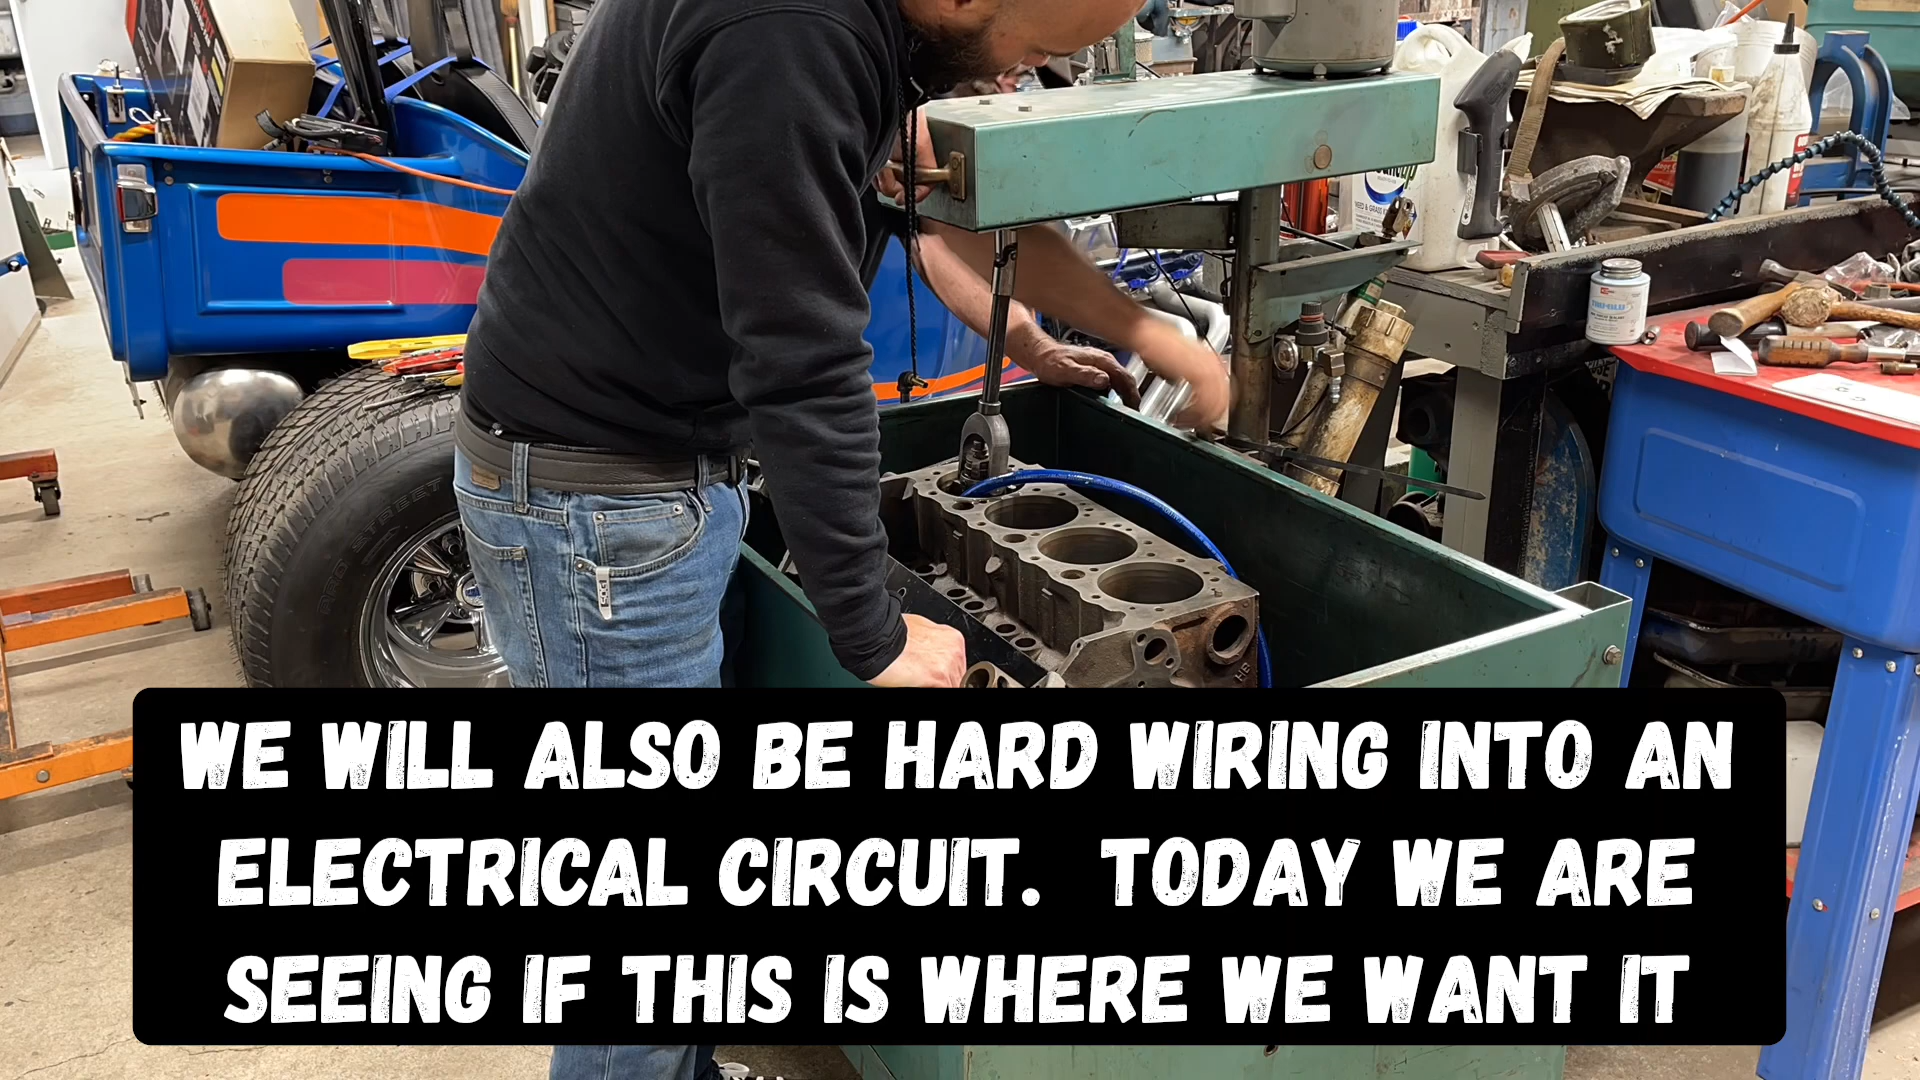 WE WILL ALSO BE HARD WIRING INTO AN
ELECTRICAL CIRCUIT. TODAY WE ARE
SEEING IF THIS IS WHERE WE WANT IT